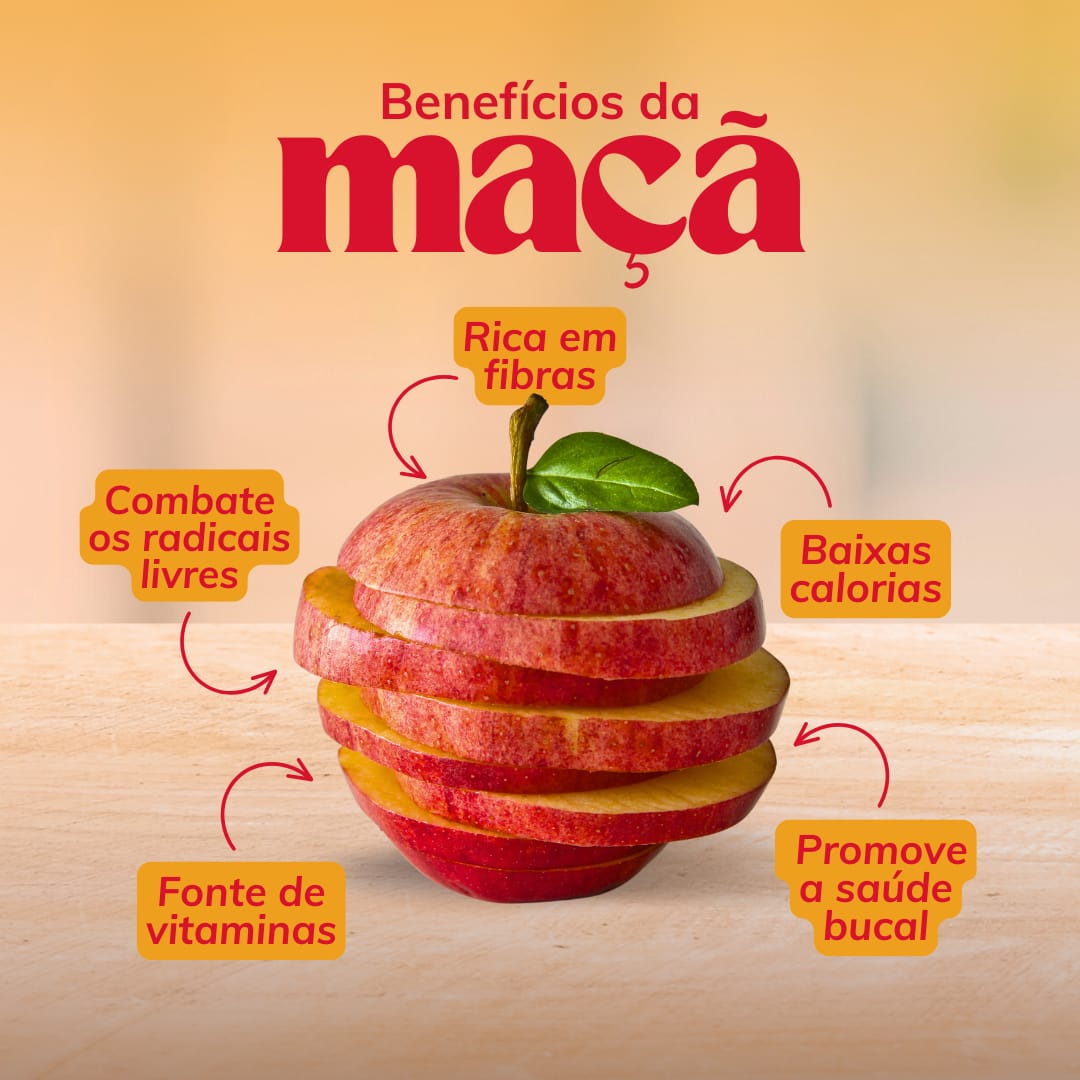 Benefícios da
maçã
Rica em
fibras
Combate
os radicais
livres
Baixas
calorias
Fonte de
vitaminas
Promove
a saúde
bucal